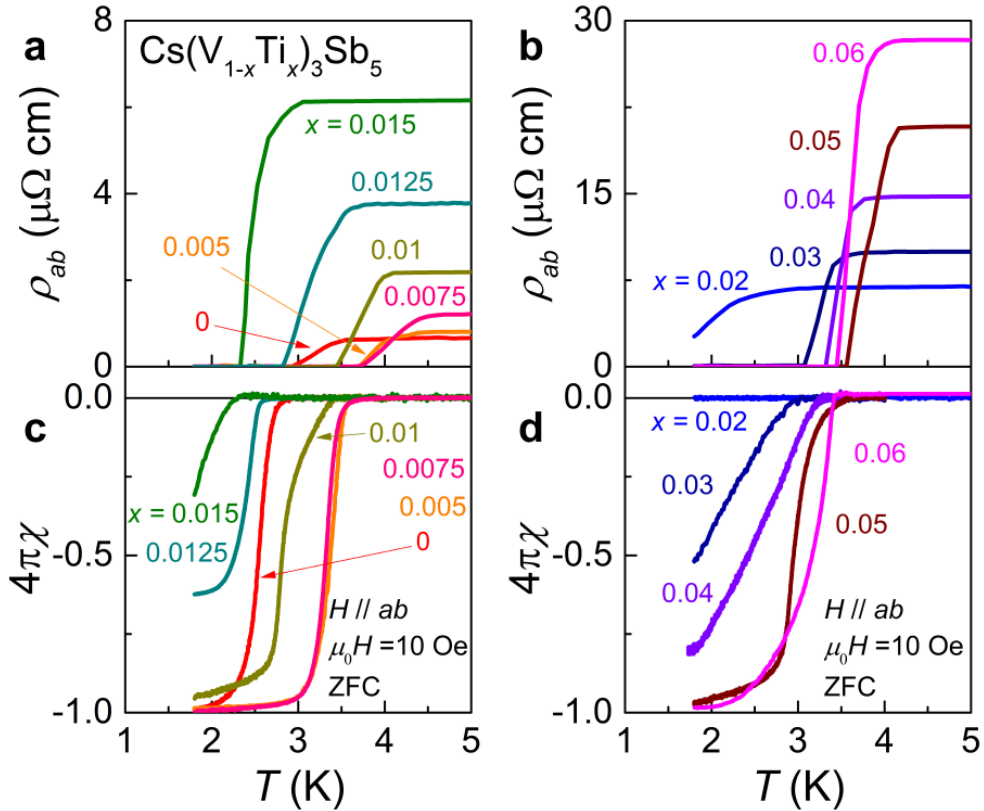 a
Cs(V1-xTix)3Sb5
8
4
0
ρab (μΩ cm)
x = 0.015
0.0125
0.005
0.01
0.0075
0
b
30
15
0
ρab (μΩ cm)
0.06
0.05
0.04
0.03
x = 0.02
c
0.0
-0.5
-1.0
4πχ
0.01
0.0075
0.005
x = 0.015
0
0.0125
H // ab
μ0H =10 Oe
ZFC
1 2 3 4 5
T (K)
d
0.0
-0.5
-1.0
x = 0.02
0.06
0.03
0.05
0.04
H // ab
μ0H =10 Oe
ZFC
1 2 3 4 5
T (K)